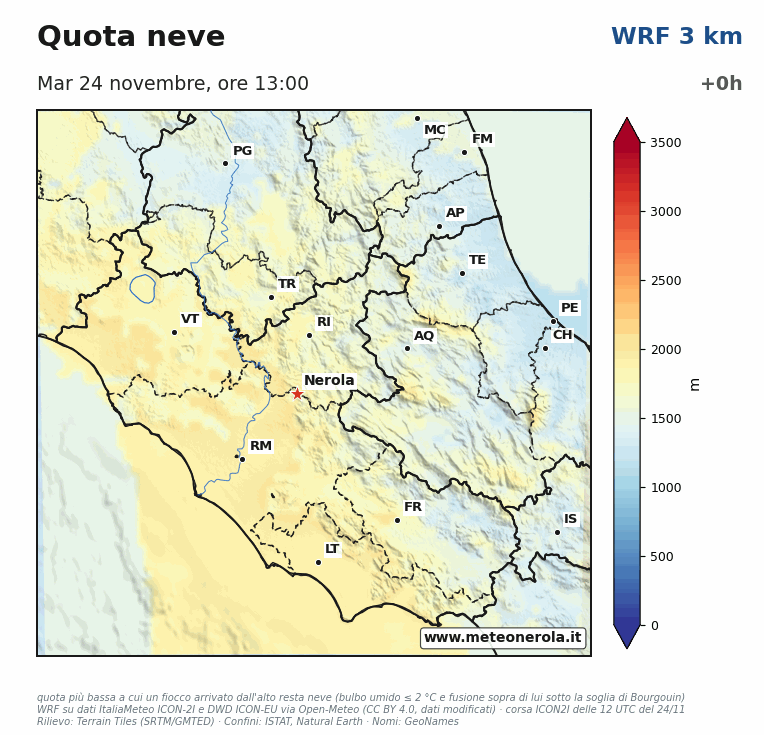 Quota neve
WRF 3 km
Mar 24 novembre, ore 13:00
+0h
MC
FM
PG
AP
TE
TR
PE
VT
RI
AQ
CH
Nerola
RM
FR
IS
LT
www.meteonerola.it
3500
3000
2500
2000
1500
1000
500
0
m
quota più bassa a cui un fiocco arrivato dall'alto resta neve (bulbo umido ≤ 2 °C e fusione sopra di lui sotto la soglia di Bourgouin)
WRF su dati ItaliaMeteo ICON-2I e DWD ICON-EU via Open-Meteo (CC BY 4.0, dati modificati) · corsa ICON2I delle 12 UTC del 24/11
Rilievo: Terrain Tiles (SRTM/GMTED) · Confini: ISTAT, Natural Earth · Nomi: GeoNames